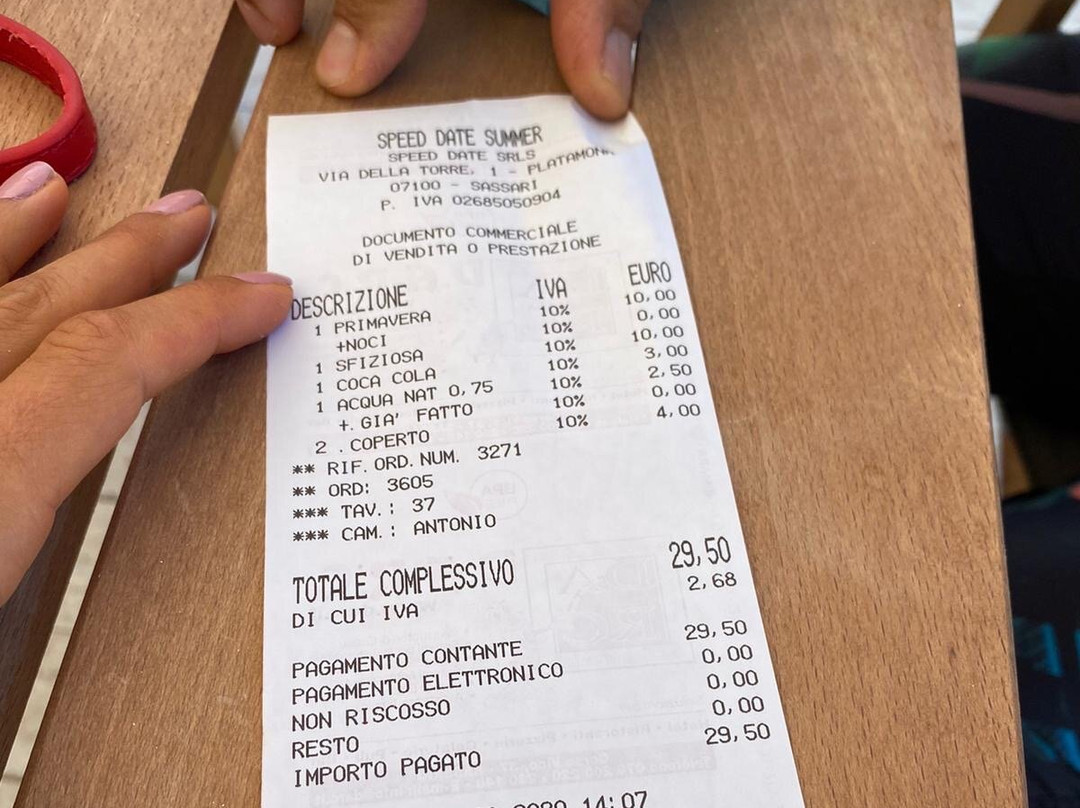 SPEED DATE SUMMER
SPEED DATE SRLS
VIA DELLA TORRE, 1 - PLATAMONA
07100 - SASSARI
P. IVA 02685050904
DOCUMENTO COMMERCIALE
DI VENDITA O PRESTAZIONE
DESCRIZIONE IVA EURO
1 PRIMAVERA 10% 10,00
+NOCI 10% 0,00
1 SFIZIOSA 10% 10,00
1 COCA COLA 10% 3,00
1 ACQUA NAT 0,75 10% 2,50
+. GIA' FATTO 10% 0,00
2 .COPERTO 10% 4,00
** RIF.ORD.NUM. 3271
** ORD: 3605
*** TAV.: 37
*** CAM.: ANTONIO
TOTALE COMPLESSIVO 29,50
DI CUI IVA 2,68
PAGAMENTO CONTANTE 29,50
PAGAMENTO ELETTRONICO 0,00
NON RISCOSSO 0,00
RESTO 0,00
IMPORTO PAGATO 29,50
2020 14:07